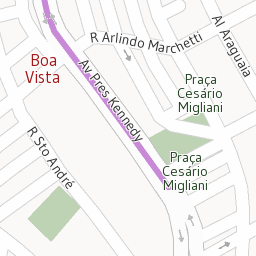 R Arlindo Marchetti
Al Araguaia
Boa
Vista
Av Pres Kennedy
Praça
Cesário
Migliani
R Sto André
Praça
Cesário
Migliani